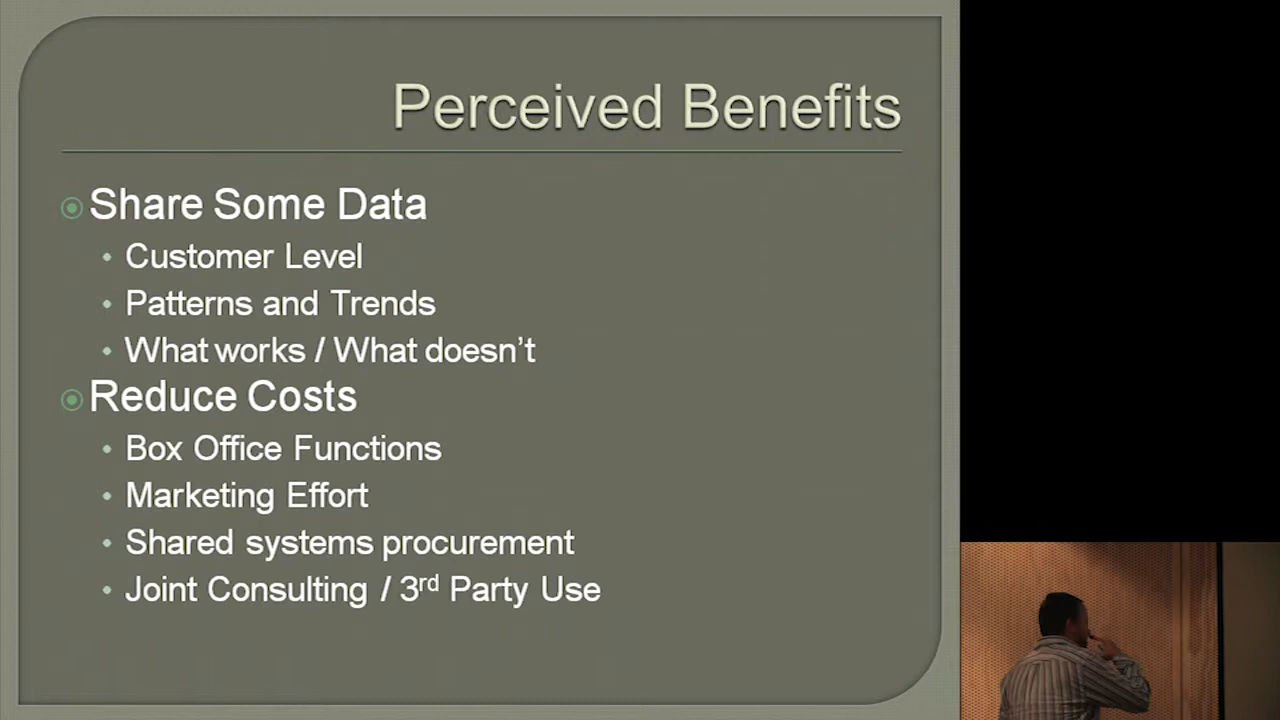 Perceived Benefits
Share Some Data
Customer Level
Patterns and Trends
What works / What doesn't
Reduce Costs
Box Office Functions
Marketing Effort
Shared systems procurement
Joint Consulting / 3rd Party Use